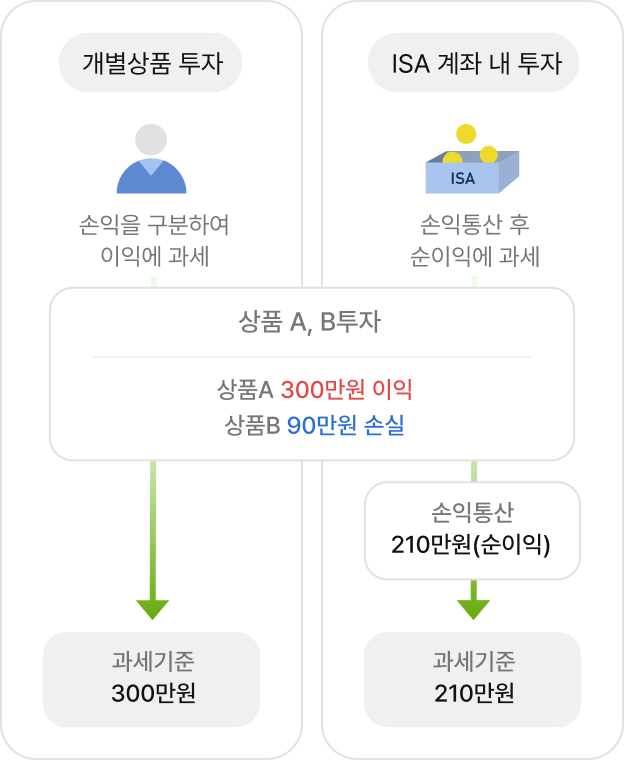 개별상품 투자
손익을 구분하여
이익에 과세
ISA 계좌 내 투자
ISA
손익통산 후
순이익에 과세
상품 A, B투자
상품A 300만원 이익
상품B 90만원 손실
손익통산
210만원(순이익)
과세기준
300만원
과세기준
210만원